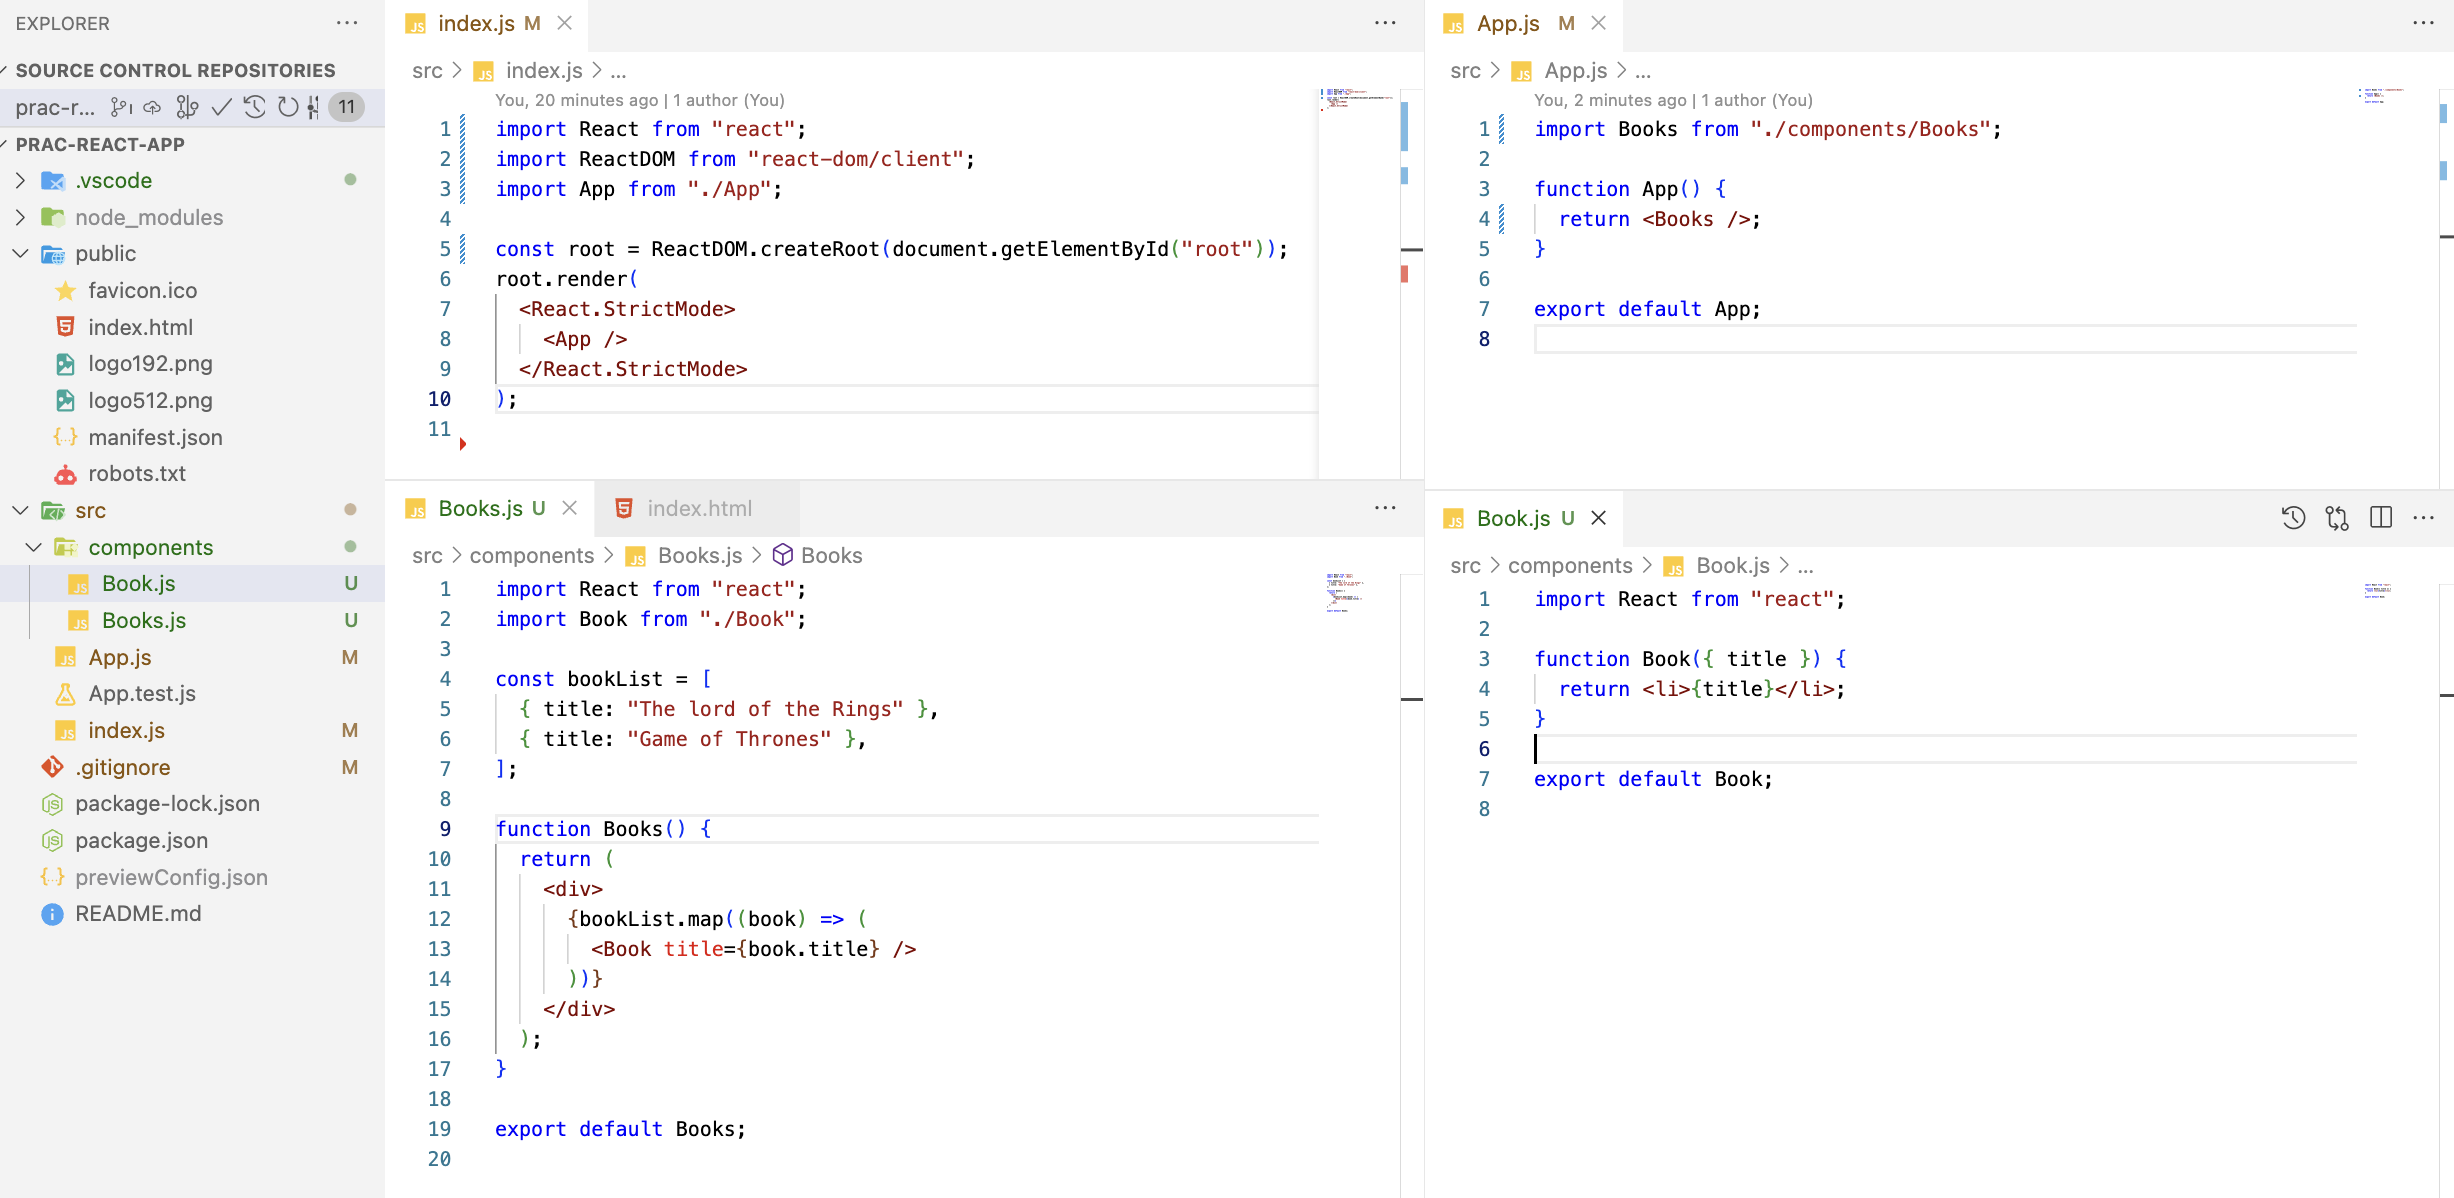 EXPLORER
SOURCE CONTROL REPOSITORIES
prac-r... 11
PRAC-REACT-APP
.vscode
node_modules
public
favicon.ico
index.html
logo192.png
logo512.png
manifest.json
robots.txt
src
components
Book.js U
Books.js U
App.js M
App.test.js
index.js M
.gitignore M
package-lock.json
package.json
previewConfig.json
README.md
index.js M
src > index.js > ...
You, 20 minutes ago | 1 author (You)
1 import React from "react";
2 import ReactDOM from "react-dom/client";
3 import App from "./App";
4
5 const root = ReactDOM.createRoot(document.getElementById("root"));
6 root.render(
7 <React.StrictMode>
8 <App />
9 </React.StrictMode>
10 );
11
App.js M
src > App.js > ...
You, 2 minutes ago | 1 author (You)
1 import Books from "./components/Books";
2
3 function App() {
4 return <Books />;
5 }
6
7 export default App;
8
Books.js U index.html
src > components > Books.js > Books
1 import React from "react";
2 import Book from "./Book";
3
4 const bookList = [
5 { title: "The lord of the Rings" },
6 { title: "Game of Thrones" },
7 ];
8
9 function Books() {
10 return (
11 <div>
12 {bookList.map((book) => (
13 <Book title={book.title} />
14 ))}
15 </div>
16 );
17 }
18
19 export default Books;
20
Book.js U
src > components > Book.js > ...
1 import React from "react";
2
3 function Book({ title }) {
4 return <li>{title}</li>;
5 }
6
7 export default Book;
8